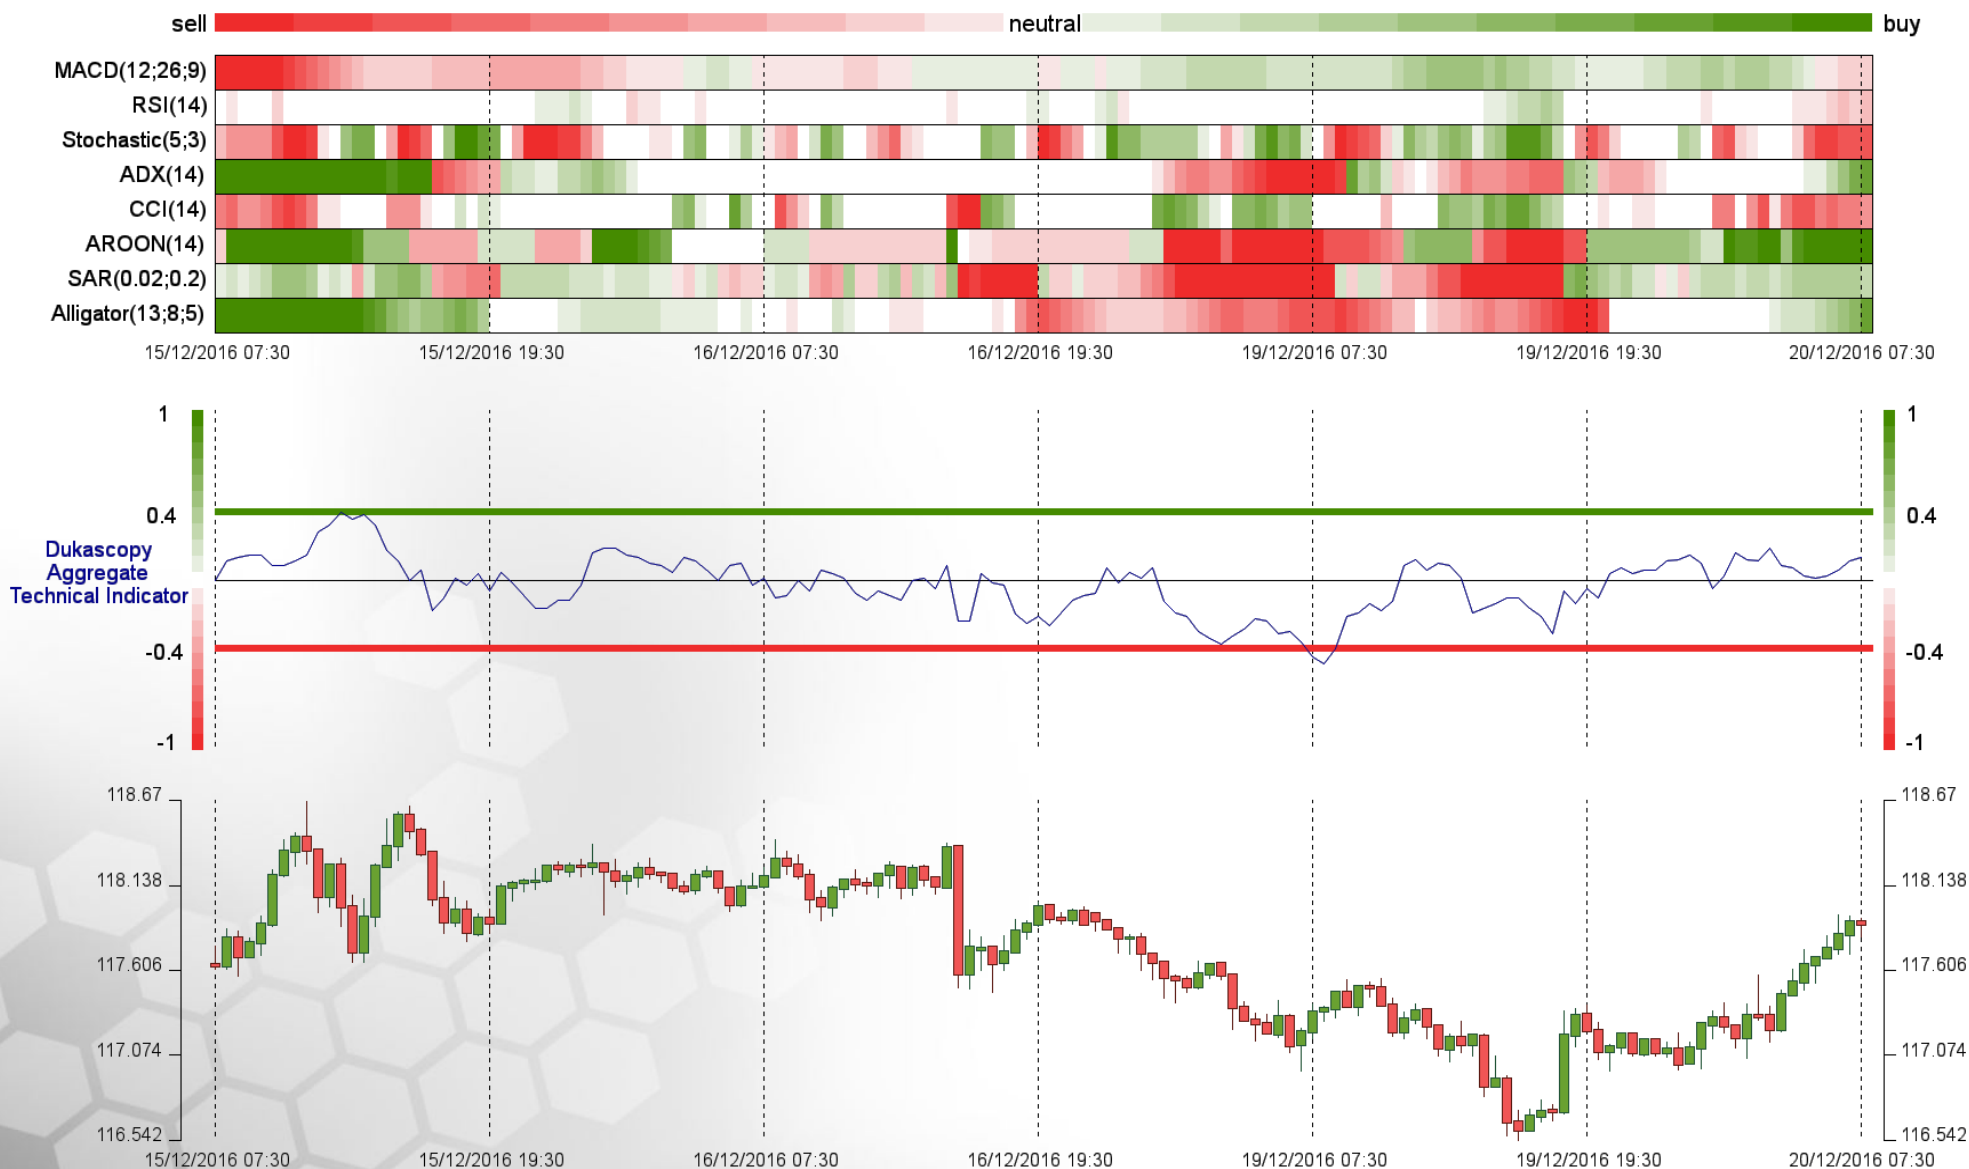 sell neutral buy
MACD(12;26;9)
RSI(14)
Stochastic(5;3)
ADX(14)
CCI(14)
AROON(14)
SAR(0.02;0.2)
Alligator(13;8;5)
15/12/2016 07:30 15/12/2016 19:30 16/12/2016 07:30 16/12/2016 19:30 19/12/2016 07:30 19/12/2016 19:30 20/12/2016 07:30
1 1
0.4 0.4
Dukascopy
Aggregate
Technical Indicator
-0.4 -0.4
-1 -1
118.67 118.67
118.138 118.138
117.606 117.606
117.074 117.074
116.542 116.542
15/12/2016 07:30 15/12/2016 19:30 16/12/2016 07:30 16/12/2016 19:30 19/12/2016 07:30 19/12/2016 19:30 20/12/2016 07:30